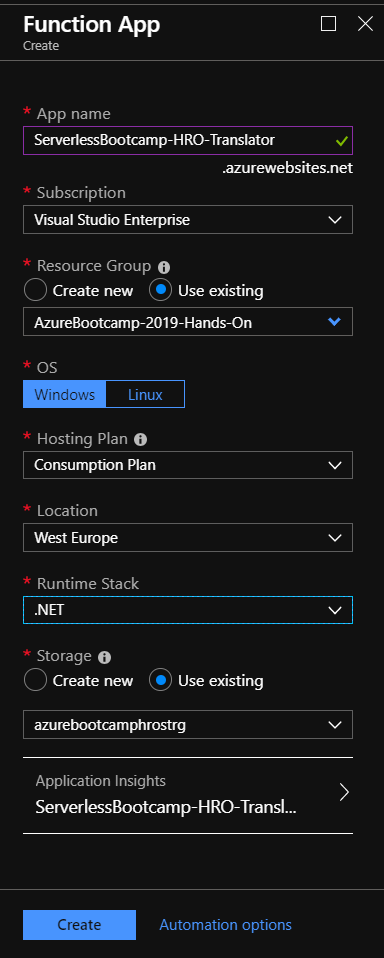 Function App
Create
* App name
ServerlessBootcamp-HRO-Translator
.azurewebsites.net
* Subscription
Visual Studio Enterprise
* Resource Group
Create new Use existing
AzureBootcamp-2019-Hands-On
* OS
Windows Linux
* Hosting Plan
Consumption Plan
* Location
West Europe
* Runtime Stack
.NET
* Storage
Create new Use existing
azurebootcamphrostrg
Application Insights
ServerlessBootcamp-HRO-Transl...
Create Automation options